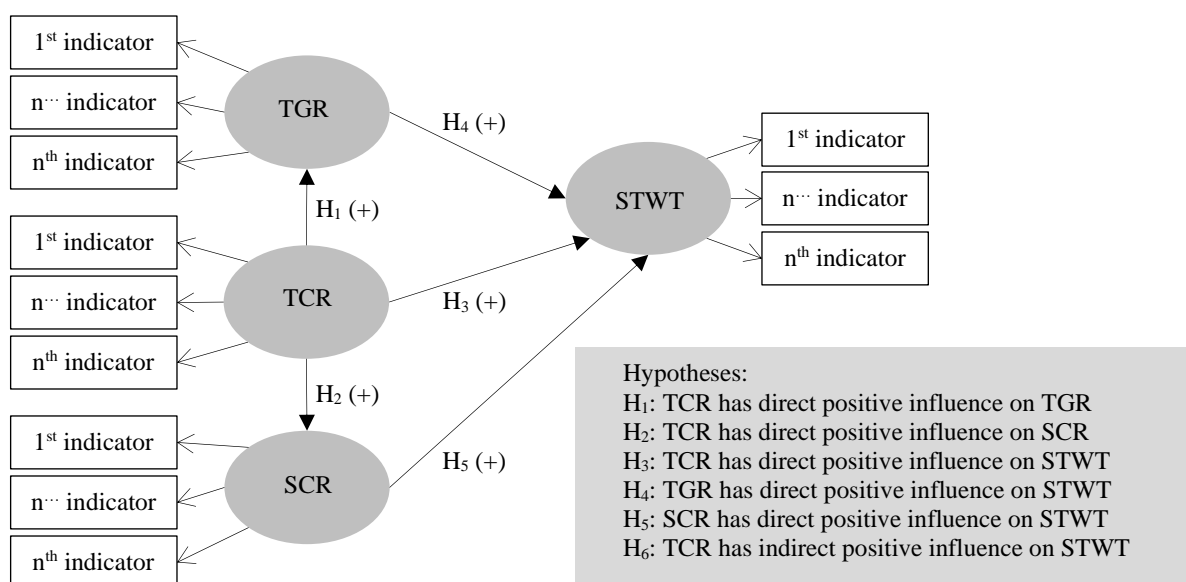 1st indicator
n... indicator
nth indicator
TGR
H4 (+)
H1 (+)
1st indicator
n... indicator
nth indicator
STWT
1st indicator
n... indicator
nth indicator
TCR
H3 (+)
H2 (+)
1st indicator
n... indicator
nth indicator
SCR
H5 (+)
Hypotheses:
H1: TCR has direct positive influence on TGR
H2: TCR has direct positive influence on SCR
H3: TCR has direct positive influence on STWT
H4: TGR has direct positive influence on STWT
H5: SCR has direct positive influence on STWT
H6: TCR has indirect positive influence on STWT